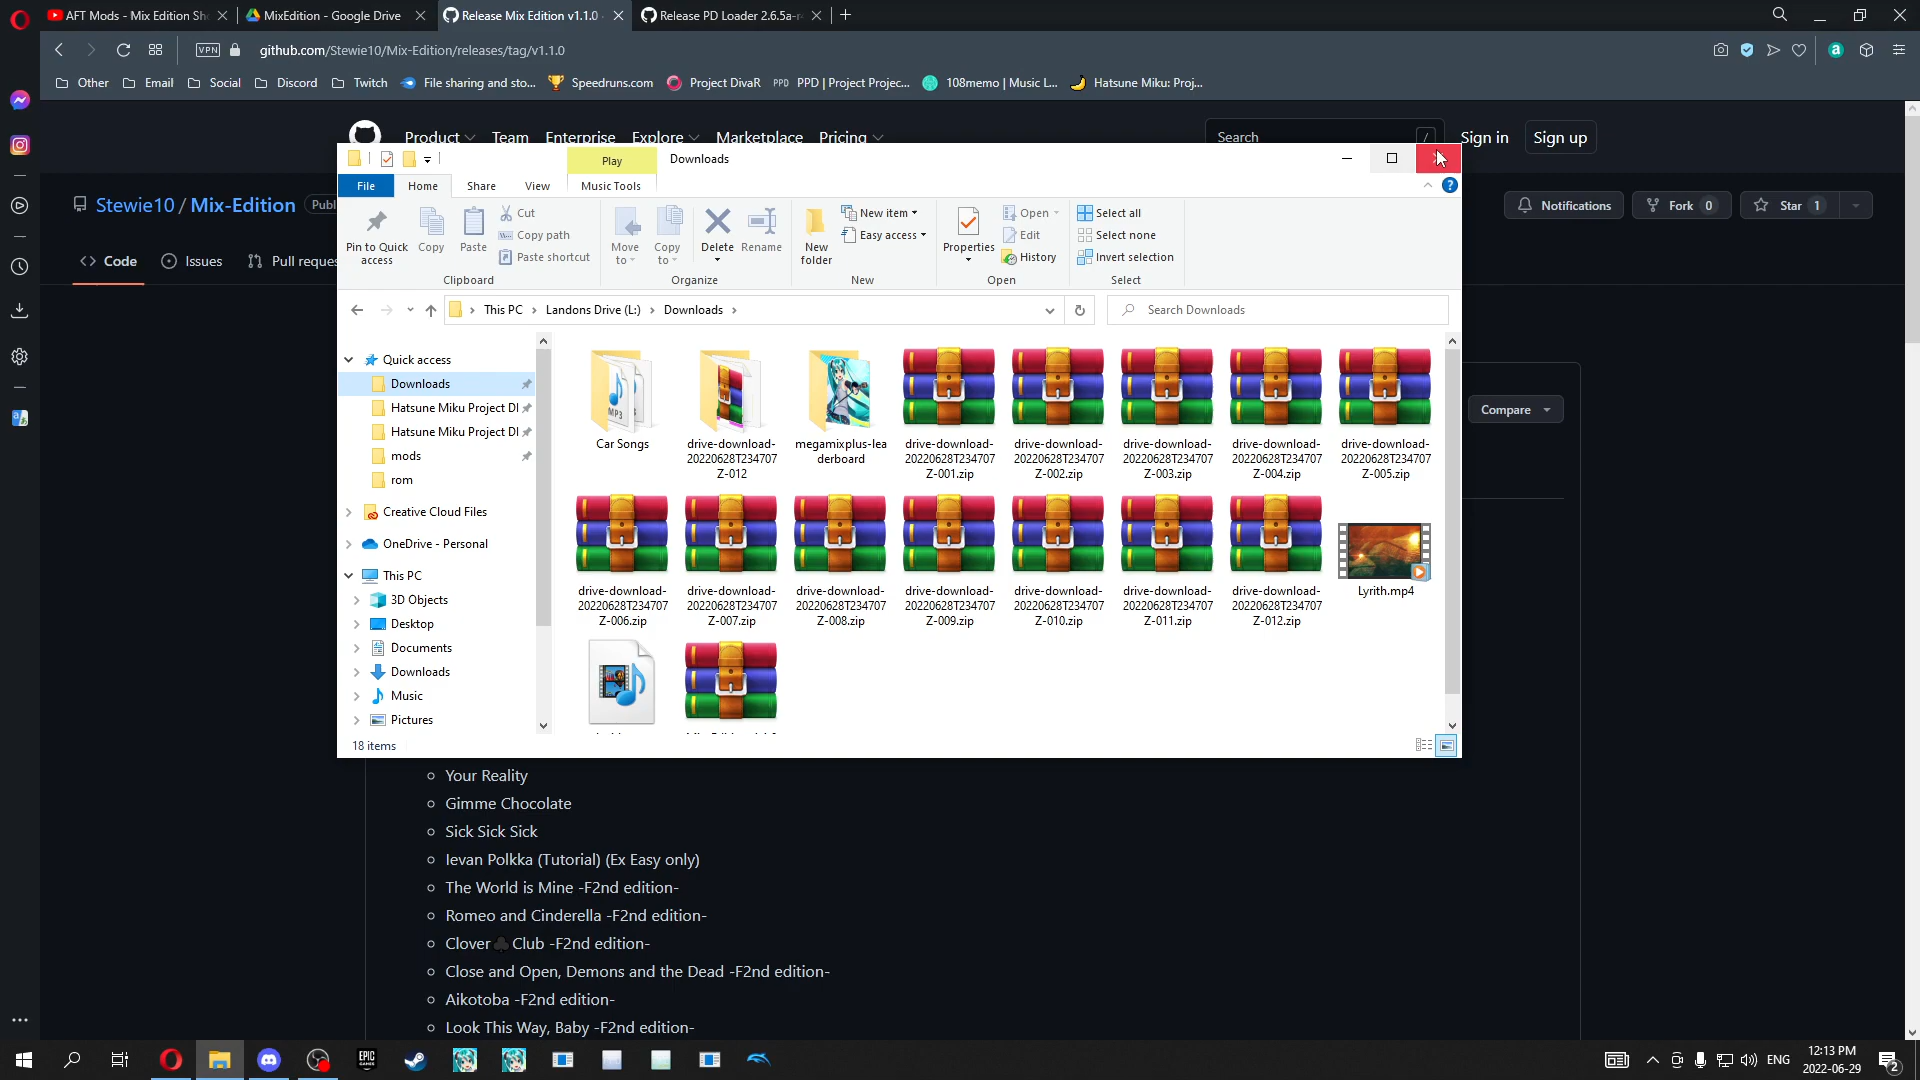 AFT Mods - Mix Edition Sh
MixEdition - Google Drive
Release Mix Edition v1.1.0
Release PD Loader 2.6.5a-r
VPN
github.com/Stewie10/Mix-Edition/releases/tag/v1.1.0
Other
Email
Social
Discord
Twitch
File sharing and sto...
Speedruns.com
Project DivaR
PPD PPD | Project Projec...
108memo | Music L...
Hatsune Miku: Proj...
Product
Team
Enterprise
Explore
Marketplace
Pricing
Search
/
Sign in
Sign up
Stewie10 / Mix-Edition
Publ
Notifications
Fork 0
Star 1
Code
Issues
Pull reques
Compare
Play
Downloads
File
Home
Share
View
Music Tools
Pin to Quick access
Copy
Paste
Cut
Copy path
Paste shortcut
Clipboard
Move to
Copy to
Delete
Rename
Organize
New folder
New item
Easy access
New
Properties
Open
Edit
History
Open
Select all
Select none
Invert selection
Select
This PC > Landons Drive (L:) > Downloads >
Search Downloads
Quick access
Downloads
Hatsune Miku Project DI
Hatsune Miku Project DI
mods
rom
Creative Cloud Files
OneDrive - Personal
This PC
3D Objects
Desktop
Documents
Downloads
Music
Pictures
Car Songs
drive-download-20220628T234707Z-012
megamixplus-leaderboard
drive-download-20220628T234707Z-001.zip
drive-download-20220628T234707Z-002.zip
drive-download-20220628T234707Z-003.zip
drive-download-20220628T234707Z-004.zip
drive-download-20220628T234707Z-005.zip
drive-download-20220628T234707Z-006.zip
drive-download-20220628T234707Z-007.zip
drive-download-20220628T234707Z-008.zip
drive-download-20220628T234707Z-009.zip
drive-download-20220628T234707Z-010.zip
drive-download-20220628T234707Z-011.zip
drive-download-20220628T234707Z-012.zip
Lyrith.mp4
MP3
18 items
Your Reality
Gimme Chocolate
Sick Sick Sick
Ievan Polkka (Tutorial) (Ex Easy only)
The World is Mine -F2nd edition-
Romeo and Cinderella -F2nd edition-
Clover♣Club -F2nd edition-
Close and Open, Demons and the Dead -F2nd edition-
Aikotoba -F2nd edition-
Look This Way, Baby -F2nd edition-
EPIC GAMES
ENG
12:13 PM
2022-06-29
2